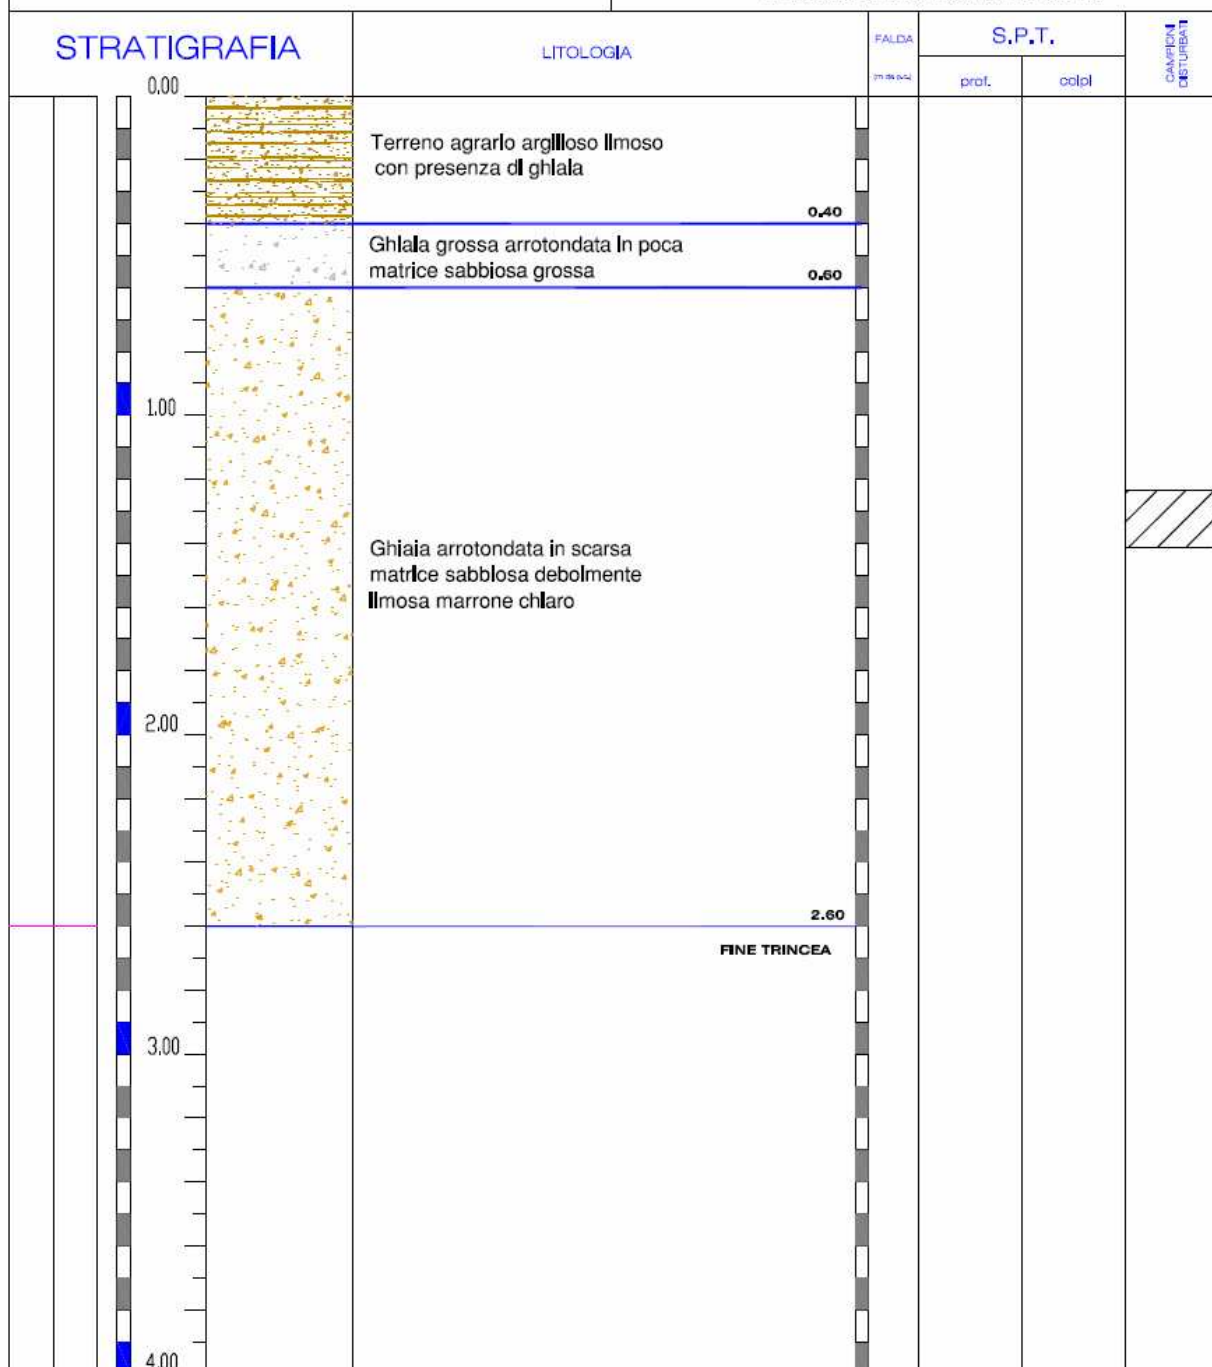 STRATIGRAFIA
LITOLOGIA
FALDA
S.P.T.
prof.
colpi
CAMPIONI
DISTURBATI
0.00
Terreno agrario argilloso limoso
con presenza di ghiaia
0.40
Ghiaia grossa arrotondata in poca
matrice sabbiosa grossa
0.60
1.00
Ghiaia arrotondata in scarsa
matrice sabbiosa debolmente
limosa marrone chiaro
2.00
2.60
FINE TRINCEA
3.00
4.00